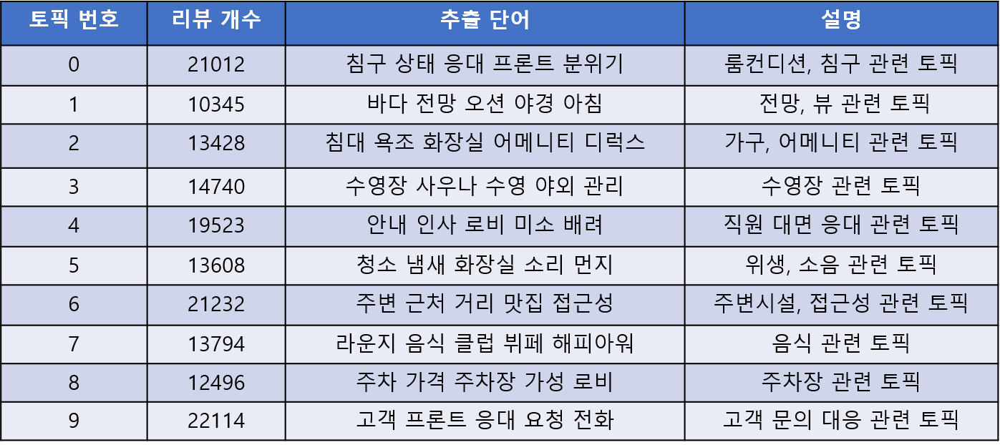 토픽 번호 리뷰 개수 추출 단어 설명
0 21012 침구 상태 응대 프론트 분위기 룸컨디션, 침구 관련 토픽
1 10345 바다 전망 오션 야경 아침 전망, 뷰 관련 토픽
2 13428 침대 욕조 화장실 어메니티 디럭스 가구, 어메니티 관련 토픽
3 14740 수영장 사우나 수영 야외 관리 수영장 관련 토픽
4 19523 안내 인사 로비 미소 배려 직원 대면 응대 관련 토픽
5 13608 청소 냄새 화장실 소리 먼지 위생, 소음 관련 토픽
6 21232 주변 근처 거리 맛집 접근성 주변시설, 접근성 관련 토픽
7 13794 라운지 음식 클럽 뷔페 해피아워 음식 관련 토픽
8 12496 주차 가격 주차장 가성 로비 주차장 관련 토픽
9 22114 고객 프론트 응대 요청 전화 고객 문의 대응 관련 토픽